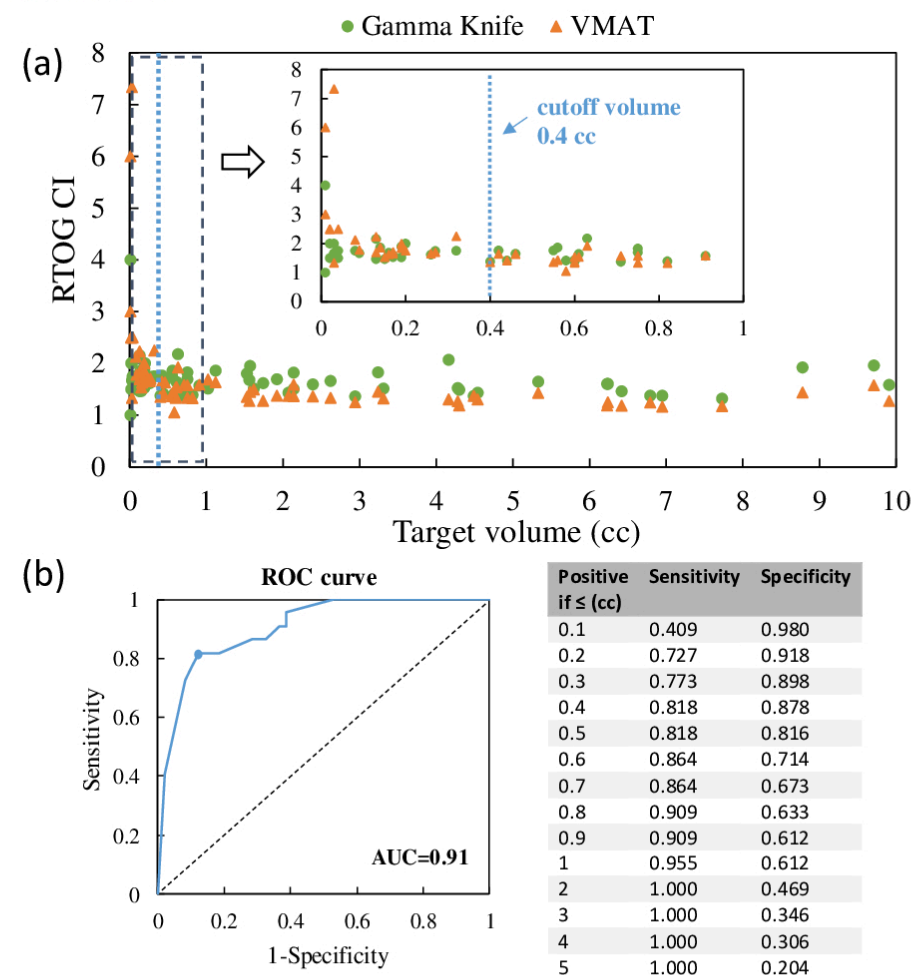 Gamma Knife VMAT
(a)
8
7
6
5
4
3
2
1
0
RTOG CI
0 1 2 3 4 5 6 7 8 9 10
Target volume (cc)
8
7
6
5
4
3
2
1
0
0 0.2 0.4 0.6 0.8 1
cutoff volume
0.4 cc
(b)
ROC curve
1
0.8
0.6
0.4
0.2
0
Sensitivity
AUC=0.91
0 0.2 0.4 0.6 0.8 1
1-Specificity
Positive Sensitivity Specificity
if ≤ (cc)
0.1 0.409 0.980
0.2 0.727 0.918
0.3 0.773 0.898
0.4 0.818 0.878
0.5 0.818 0.816
0.6 0.864 0.714
0.7 0.864 0.673
0.8 0.909 0.633
0.9 0.909 0.612
1 0.955 0.612
2 1.000 0.469
3 1.000 0.346
4 1.000 0.306
5 1.000 0.204